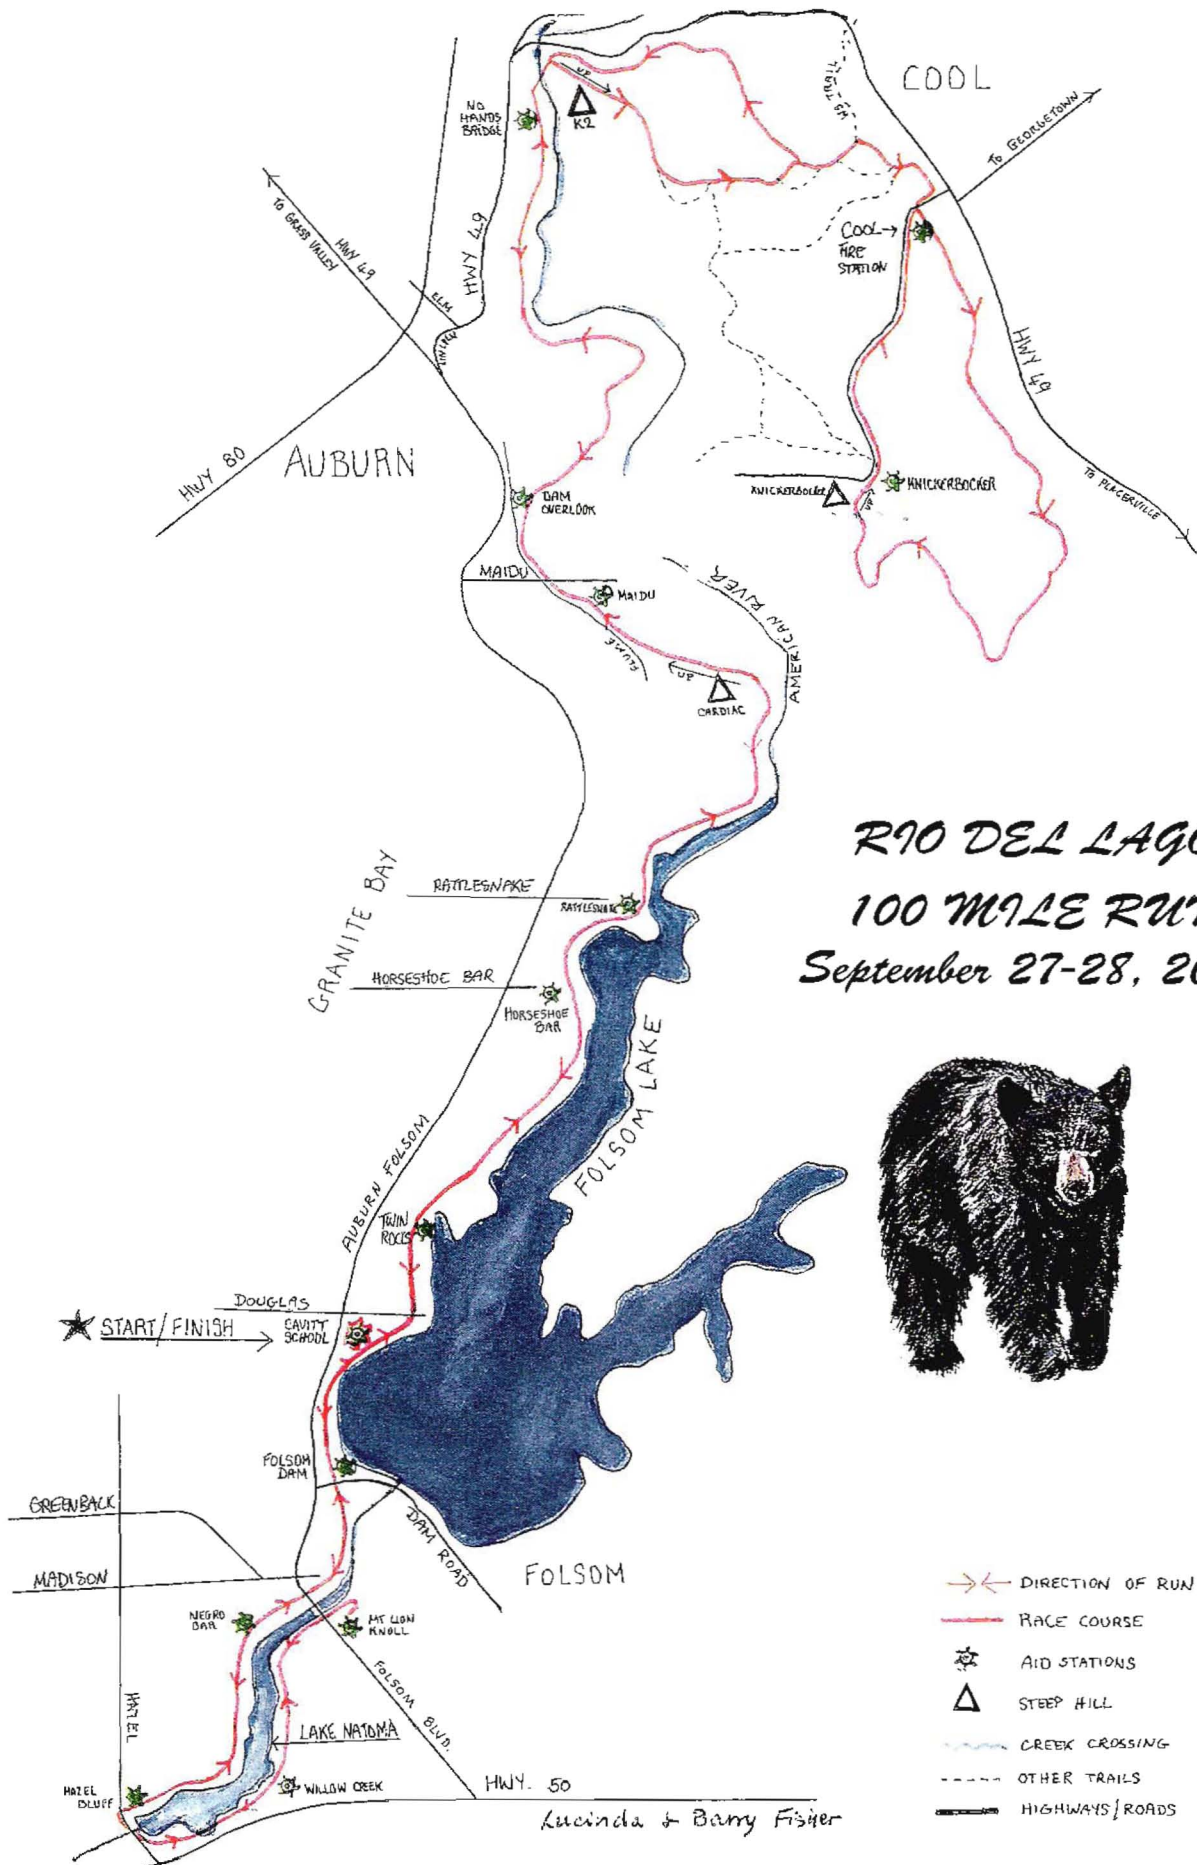 COOL
UP
K2
NO
HANDS
BRIDGE
TO GEORGETOWN
TO GRASS VALLEY
HWY 49
HWY 49
COOL→
FIRE
STATION
ELM
HWY 49
HWY 80
AUBURN
DAM
OVERLOOK
KNICKERBOCKER
KNICKERBOCKER
TO PLACERVILLE
MAIDU
MAIDU
AMERICAN RIVER
FLUME
UP
CARDIAC
RIO DEL LAG
100 MILE RU
September 27-28, 20
RATTLESNAKE
RATTLESNAKE
GRANITE BAY
HORSESHOE BAR
HORSESHOE
BAR
FOLSOM LAKE
AUBURN FOLSOM
TWIN
ROCKS
DOUGLAS
START/FINISH
CAVITT
SCHOOL
FOLSOM
DAM
GREENBACK
DAM ROAD
MADISON
FOLSOM
NEGRO
BAR
MT LION
KNOLL
FOLSOM BLVD.
HAZEL
LAKE NATOMA
HAZEL
BLUFF
WILLOW CREEK
HWY. 50
Lucinda & Barry Fisher
DIRECTION OF RUN
RACE COURSE
AID STATIONS
STEEP HILL
CREEK CROSSING
OTHER TRAILS
HIGHWAYS/ROADS